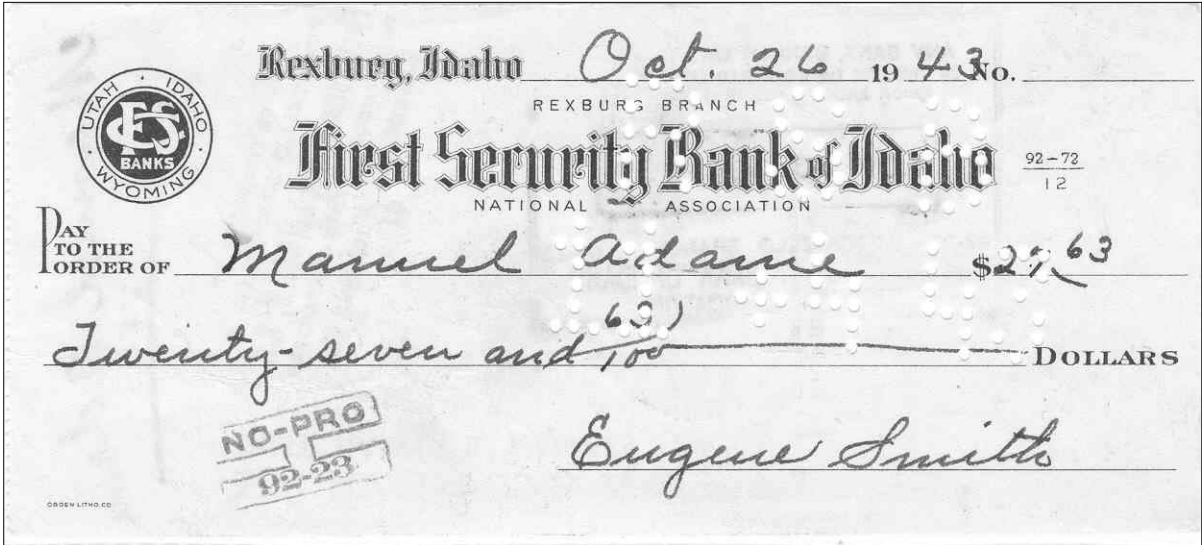 Rexburg, Idaho Oct. 26 1943 No.
REXBURG BRANCH
UTAH · IDAHO · WYOMING
FS
BANKS
First Security Bank of Idaho
92-72
12
NATIONAL ASSOCIATION
PAY TO THE ORDER OF Manuel Adame $27 63
Twenty-seven and 63/100 DOLLARS
NO-PRO
92-23
Eugene Smith
OGDEN LITHO. CO.